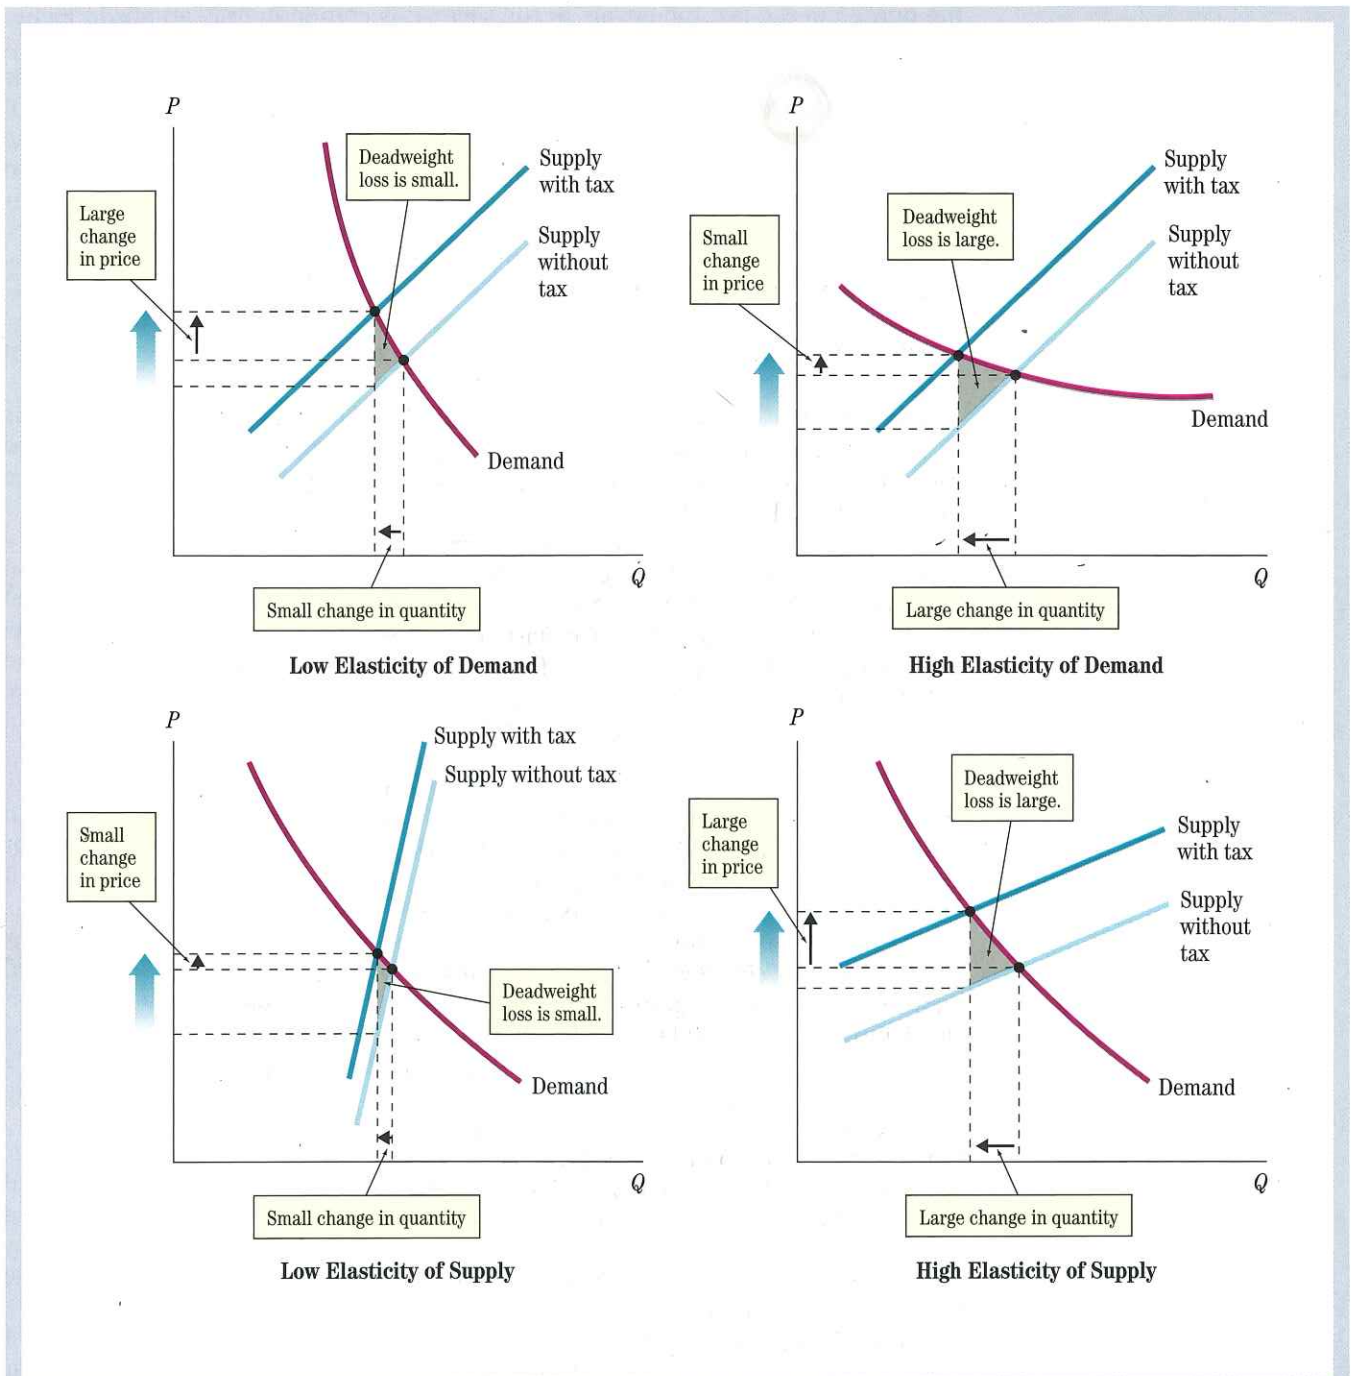 P
Deadweight
loss is small.
Supply
with tax
Large
change
in price
Supply
without
tax
Demand
Q
Small change in quantity
Low Elasticity of Demand
P
Supply
with tax
Deadweight
loss is large.
Small
change
in price
Supply
without
tax
Demand
Q
Large change in quantity
High Elasticity of Demand
P
Supply with tax
Supply without tax
Small
change
in price
Deadweight
loss is small.
Demand
Q
Small change in quantity
Low Elasticity of Supply
P
Deadweight
loss is large.
Large
change
in price
Supply
with tax
Supply
without
tax
Demand
Q
Large change in quantity
High Elasticity of Supply